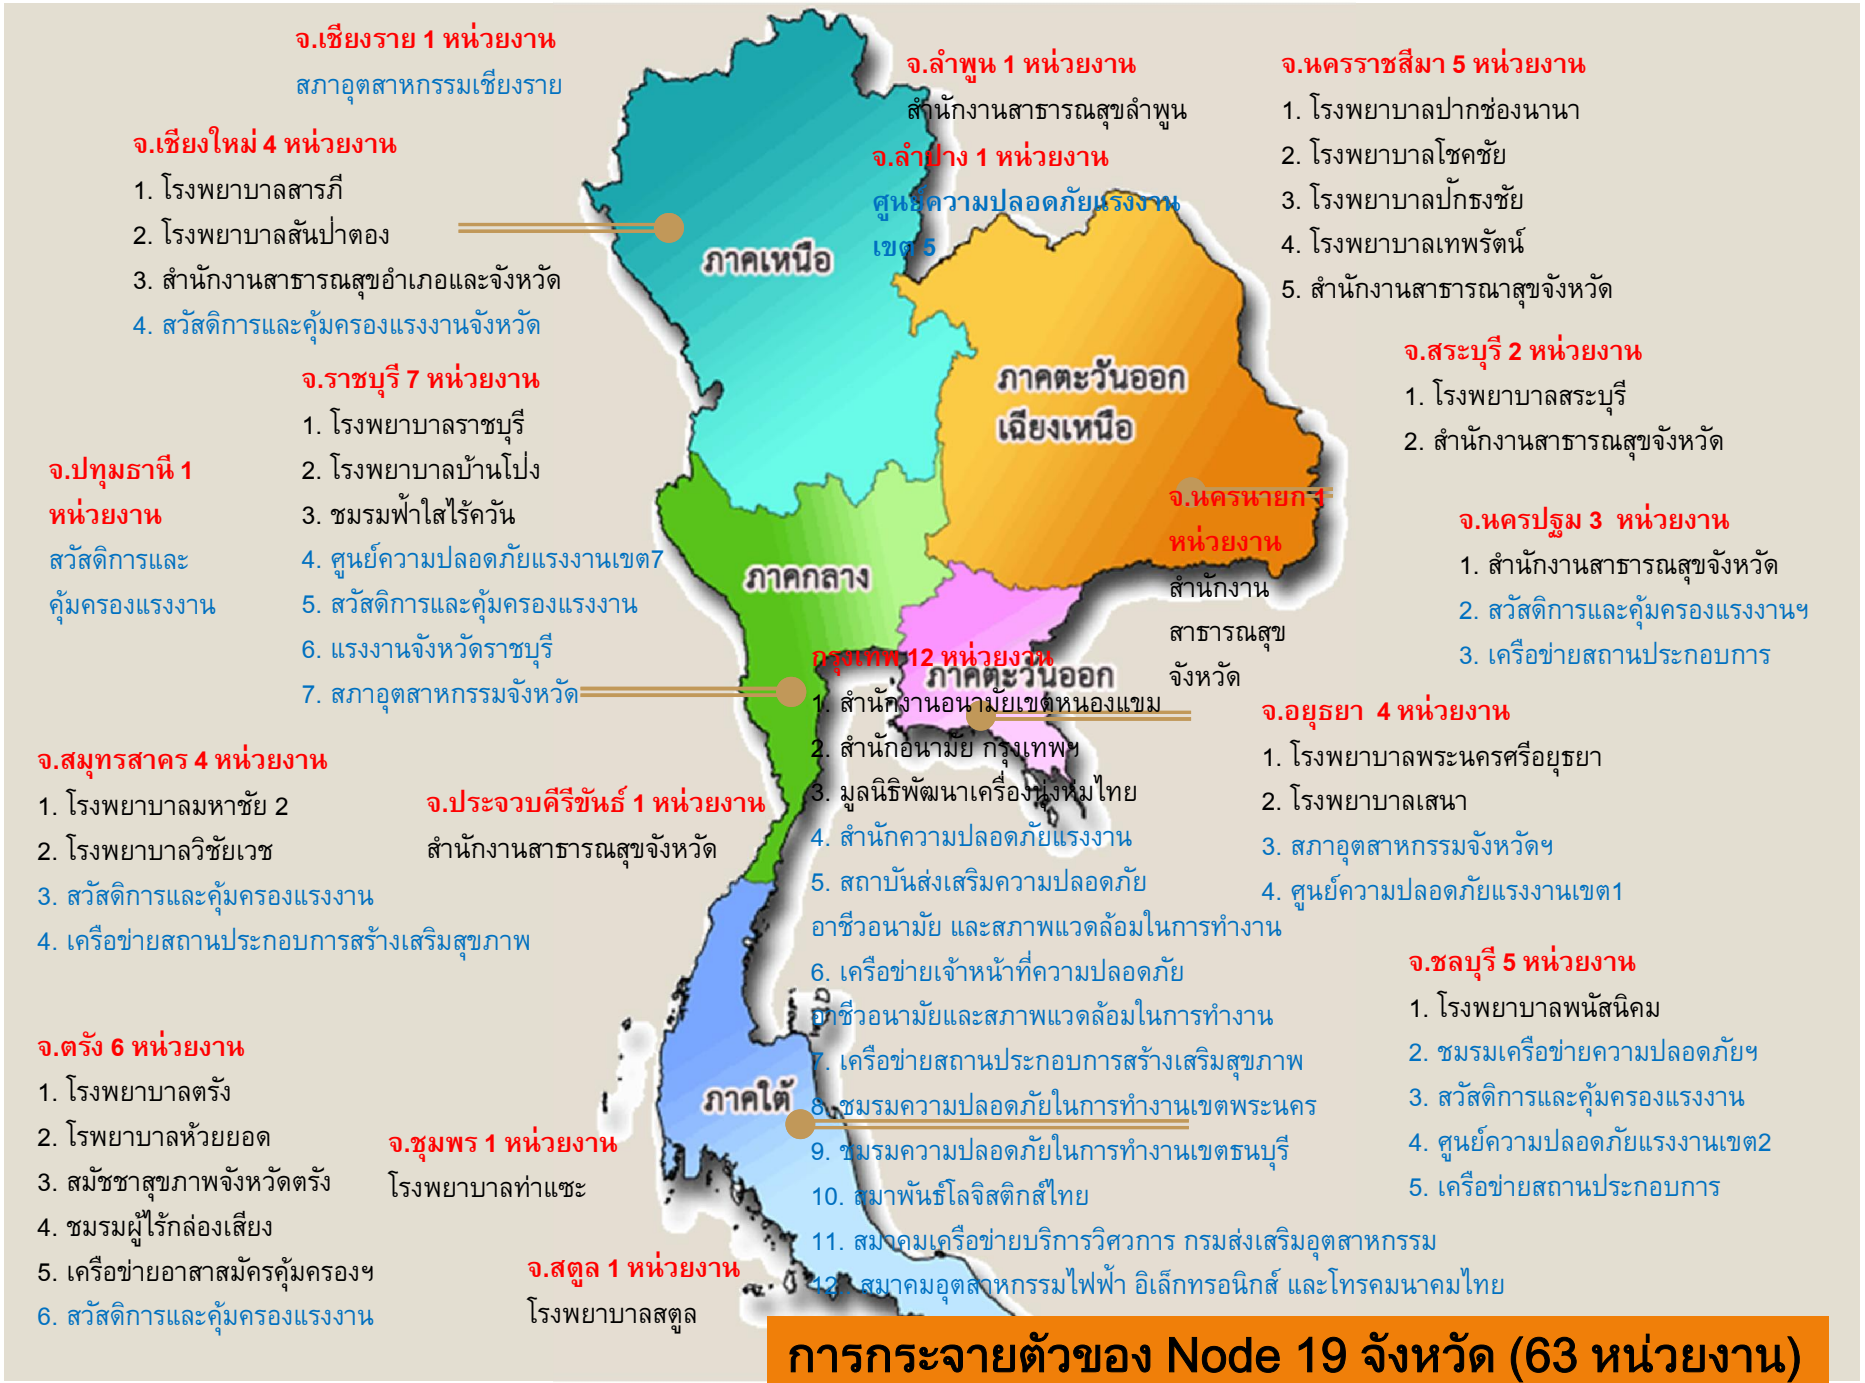 จ.เชียงราย 1 หน่วยงาน
สภาอุตสาหกรรมเชียงราย
จ.เชียงใหม่ 4 หน่วยงาน
1. โรงพยาบาลสารภี
2. โรงพยาบาลสันป่าตอง
3. สำนักงานสาธารณสุขอำเภอและจังหวัด
4. สวัสดิการและคุ้มครองแรงงานจังหวัด
จ.ลำพูน 1 หน่วยงาน
สำนักงานสาธารณสุขลำพูน
จ.ลำปาง 1 หน่วยงาน
ศูนย์ความปลอดภัยแรงงาน
เขต 5
จ.นครราชสีมา 5 หน่วยงาน
1. โรงพยาบาลปากช่องนานา
2. โรงพยาบาลโชคชัย
3. โรงพยาบาลปักธงชัย
4. โรงพยาบาลเทพรัตน์
5. สำนักงานสาธารณาสุขจังหวัด
ภาคเหนือ
ภาคตะวันออก
เฉียงเหนือ
จ.สระบุรี 2 หน่วยงาน
1. โรงพยาบาลสระบุรี
2. สำนักงานสาธารณสุขจังหวัด
จ.ราชบุรี 7 หน่วยงาน
1. โรงพยาบาลราชบุรี
2. โรงพยาบาลบ้านโป่ง
3. ชมรมฟ้าใสไร้ควัน
4. ศูนย์ความปลอดภัยแรงงานเขต7
5. สวัสดิการและคุ้มครองแรงงาน
6. แรงงานจังหวัดราชบุรี
7. สภาอุตสาหกรรมจังหวัด
จ.ปทุมธานี 1
หน่วยงาน
สวัสดิการและ
คุ้มครองแรงงาน
ภาคกลาง
จ.นครนายก 1
หน่วยงาน
สำนักงาน
สาธารณสุข
จังหวัด
จ.นครปฐม 3 หน่วยงาน
1. สำนักงานสาธารณสุขจังหวัด
2. สวัสดิการและคุ้มครองแรงงานฯ
3. เครือข่ายสถานประกอบการ
ภาคตะวันออก
กรุงเทพ 12 หน่วยงาน
1. สำนักงานอนามัยเขตหนองแขม
2. สำนักอนามัย กรุงเทพฯ
3. มูลนิธิพัฒนาเครื่องนุ่งห่มไทย
4. สำนักความปลอดภัยแรงงาน
5. สถาบันส่งเสริมความปลอดภัย
อาชีวอนามัย และสภาพแวดล้อมในการทำงาน
6. เครือข่ายเจ้าหน้าที่ความปลอดภัย
อาชีวอนามัยและสภาพแวดล้อมในการทำงาน
7. เครือข่ายสถานประกอบการสร้างเสริมสุขภาพ
8. ชมรมความปลอดภัยในการทำงานเขตพระนคร
9. ชมรมความปลอดภัยในการทำงานเขตธนบุรี
10. สมาพันธ์โลจิสติกส์ไทย
11. สมาคมเครือข่ายบริการวิศวการ กรมส่งเสริมอุตสาหกรรม
12.. สมาคมอุตสาหกรรมไฟฟ้า อิเล็กทรอนิกส์ และโทรคมนาคมไทย
จ.อยุธยา 4 หน่วยงาน
1. โรงพยาบาลพระนครศรีอยุธยา
2. โรงพยาบาลเสนา
3. สภาอุตสาหกรรมจังหวัดฯ
4. ศูนย์ความปลอดภัยแรงงานเขต1
จ.สมุทรสาคร 4 หน่วยงาน
1. โรงพยาบาลมหาชัย 2
2. โรงพยาบาลวิชัยเวช
3. สวัสดิการและคุ้มครองแรงงาน
4. เครือข่ายสถานประกอบการสร้างเสริมสุขภาพ
จ.ประจวบคีรีขันธ์ 1 หน่วยงาน
สำนักงานสาธารณสุขจังหวัด
จ.ชลบุรี 5 หน่วยงาน
1. โรงพยาบาลพนัสนิคม
2. ชมรมเครือข่ายความปลอดภัยฯ
3. สวัสดิการและคุ้มครองแรงงาน
4. ศูนย์ความปลอดภัยแรงงานเขต2
5. เครือข่ายสถานประกอบการ
จ.ตรัง 6 หน่วยงาน
1. โรงพยาบาลตรัง
2. โรพยาบาลห้วยยอด
3. สมัชชาสุขภาพจังหวัดตรัง
4. ชมรมผู้ไร้กล่องเสียง
5. เครือข่ายอาสาสมัครคุ้มครองฯ
6. สวัสดิการและคุ้มครองแรงงาน
ภาคใต้
จ.ชุมพร 1 หน่วยงาน
โรงพยาบาลท่าแซะ
จ.สตูล 1 หน่วยงาน
โรงพยาบาลสตูล
การกระจายตัวของ Node 19 จังหวัด (63 หน่วยงาน)